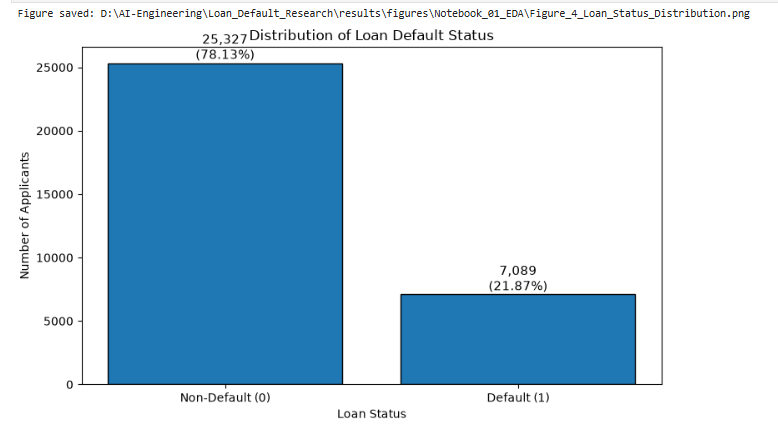 Figure saved: D:\AI-Engineering\Loan_Default_Research\results\figures\Notebook_01_EDA\Figure_4_Loan_Status_Distribution.png
Distribution of Loan Default Status
25,327
(78.13%)
25000
20000
15000
10000
5000
0
Number of Applicants
7,089
(21.87%)
Non-Default (0)
Default (1)
Loan Status